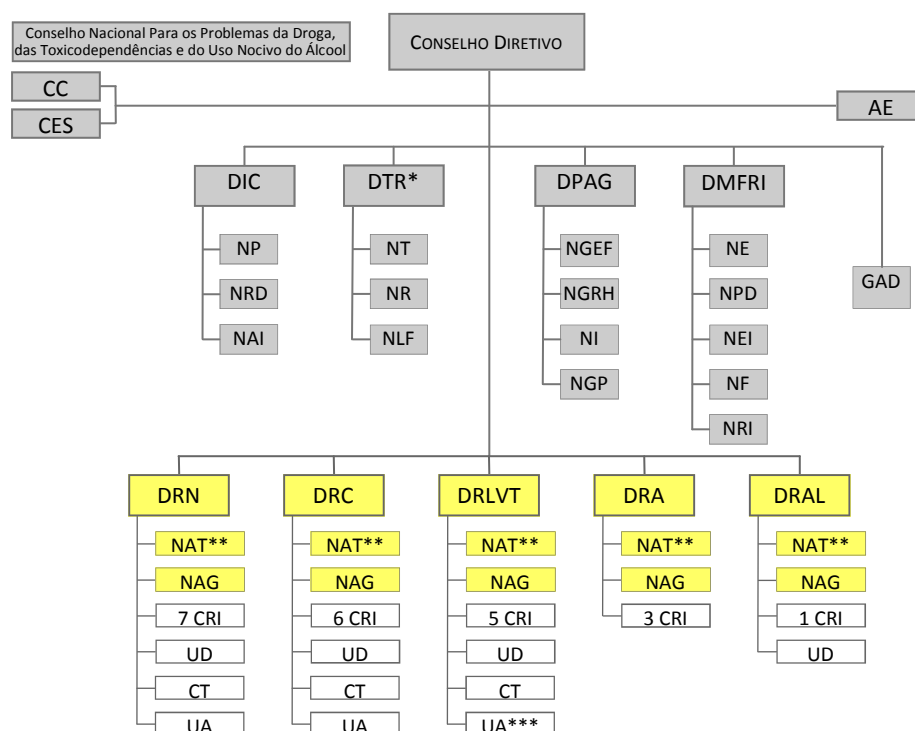 Conselho Nacional Para os Problemas da Droga,
das Toxicodependências e do Uso Nocivo do Álcool
CONSELHO DIRETIVO
CC
CES
AE
DIC
DTR*
DPAG
DMFRI
GAD
NP
NRD
NAI
NT
NR
NLF
NGEF
NGRH
NI
NGP
NE
NPD
NEI
NF
NRI
DRN
DRC
DRLVT
DRA
DRAL
NAT**
NAG
7 CRI
UD
CT
UA
NAT**
NAG
6 CRI
UD
CT
UA
NAT**
NAG
5 CRI
UD
CT
UA***
NAT**
NAG
3 CRI
NAT**
NAG
1 CRI
UD